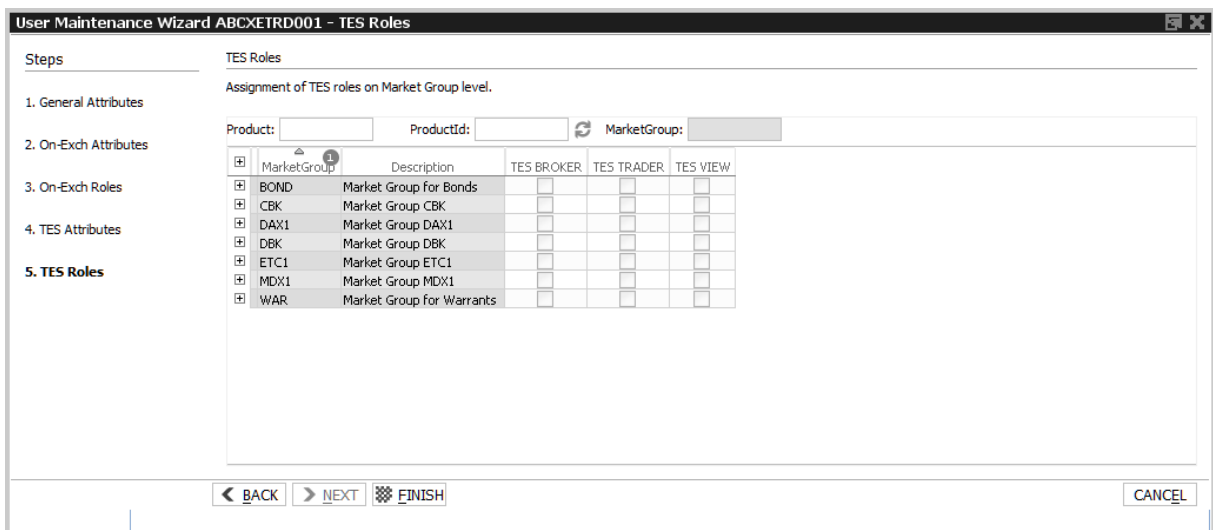 User Maintenance Wizard ABCXETRD001 - TES Roles
Steps
1. General Attributes
2. On-Exch Attributes
3. On-Exch Roles
4. TES Attributes
5. TES Roles
TES Roles
Assignment of TES roles on Market Group level.
Product: ProductId: MarketGroup:
MarketGroup 1 Description TES BROKER TES TRADER TES VIEW
BOND Market Group for Bonds
CBK Market Group CBK
DAX1 Market Group DAX1
DBK Market Group DBK
ETC1 Market Group ETC1
MDX1 Market Group MDX1
WAR Market Group for Warrants
BACK NEXT FINISH CANCEL